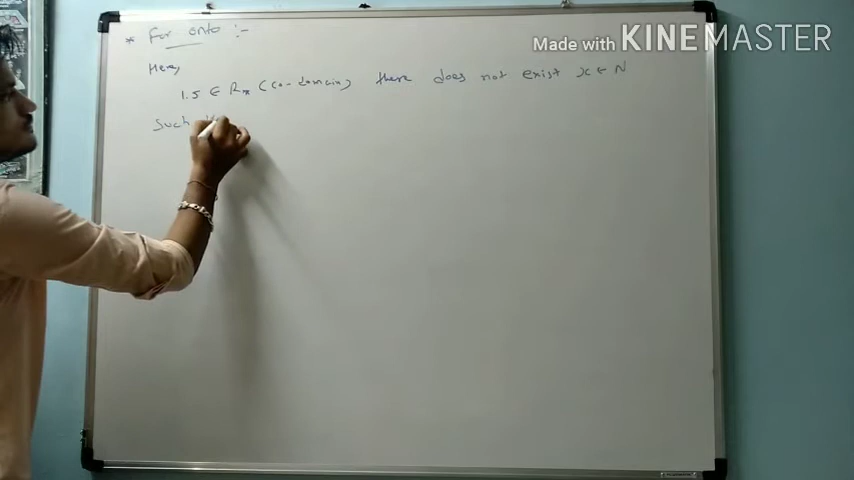 Made with KINEMASTER
* For onto :-
Here,
1.5 ∈ R* (co-domain) there does not exist x ∈ N
Such